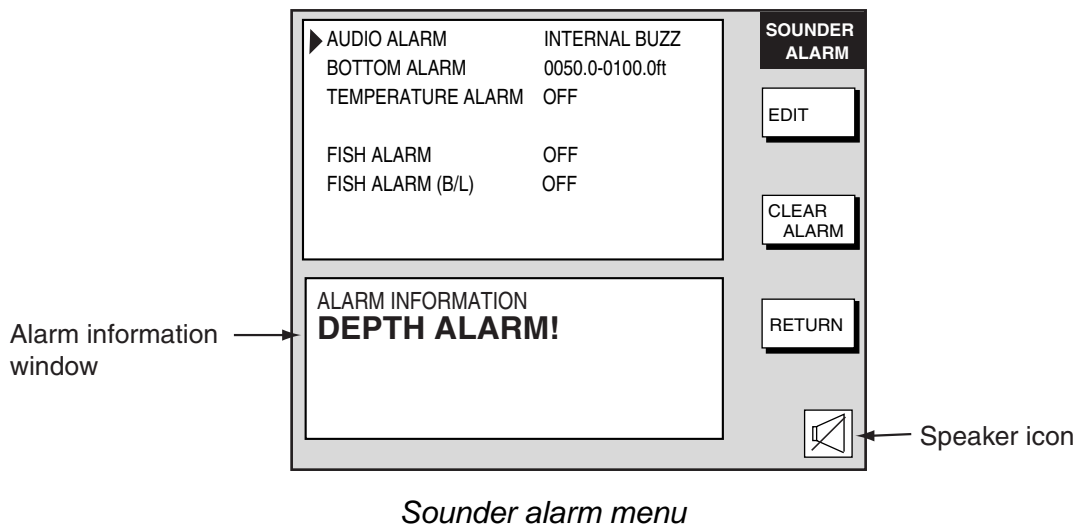 AUDIO ALARM INTERNAL BUZZ
BOTTOM ALARM 0050.0-0100.0ft
TEMPERATURE ALARM OFF
FISH ALARM OFF
FISH ALARM (B/L) OFF
SOUNDER
ALARM
EDIT
CLEAR
ALARM
RETURN
ALARM INFORMATION
DEPTH ALARM!
Alarm information
window
Speaker icon
Sounder alarm menu